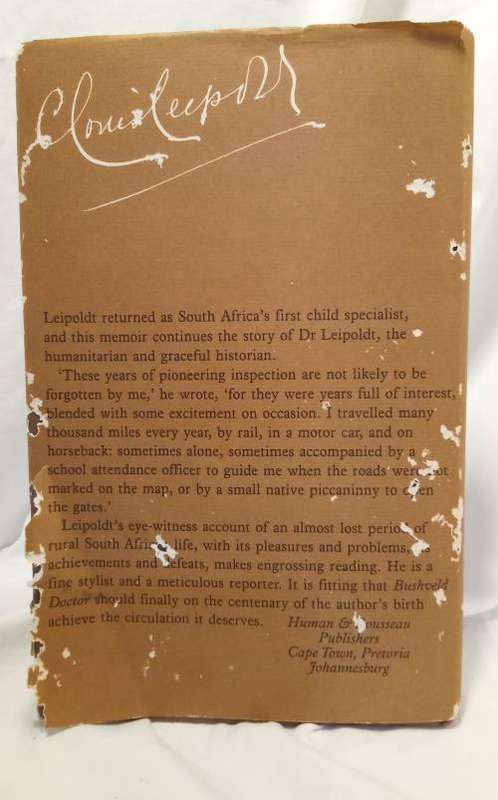 C Louis Leipoldt
Leipoldt returned as South Africa's first child specialist,
and this memoir continues the story of Dr Leipoldt, the
humanitarian and graceful historian.
'These years of pioneering inspection are not likely to be
forgotten by me,' he wrote, 'for they were years full of interest,
blended with some excitement on occasion. I travelled many
thousand miles every year, by rail, in a motor car, and on
horseback: sometimes alone, sometimes accompanied by a
school attendance officer to guide me when the roads were not
marked on the map, or by a small native piccaninny to open
the gates.'
Leipoldt's eye-witness account of an almost lost period of
rural South African life, with its pleasures and problems, its
achievements and defeats, makes engrossing reading. He is a
fine stylist and a meticulous reporter. It is fitting that Bushveld
Doctor should finally on the centenary of the author's birth
achieve the circulation it deserves.
Human & Rousseau
Publishers
Cape Town, Pretoria
Johannesburg